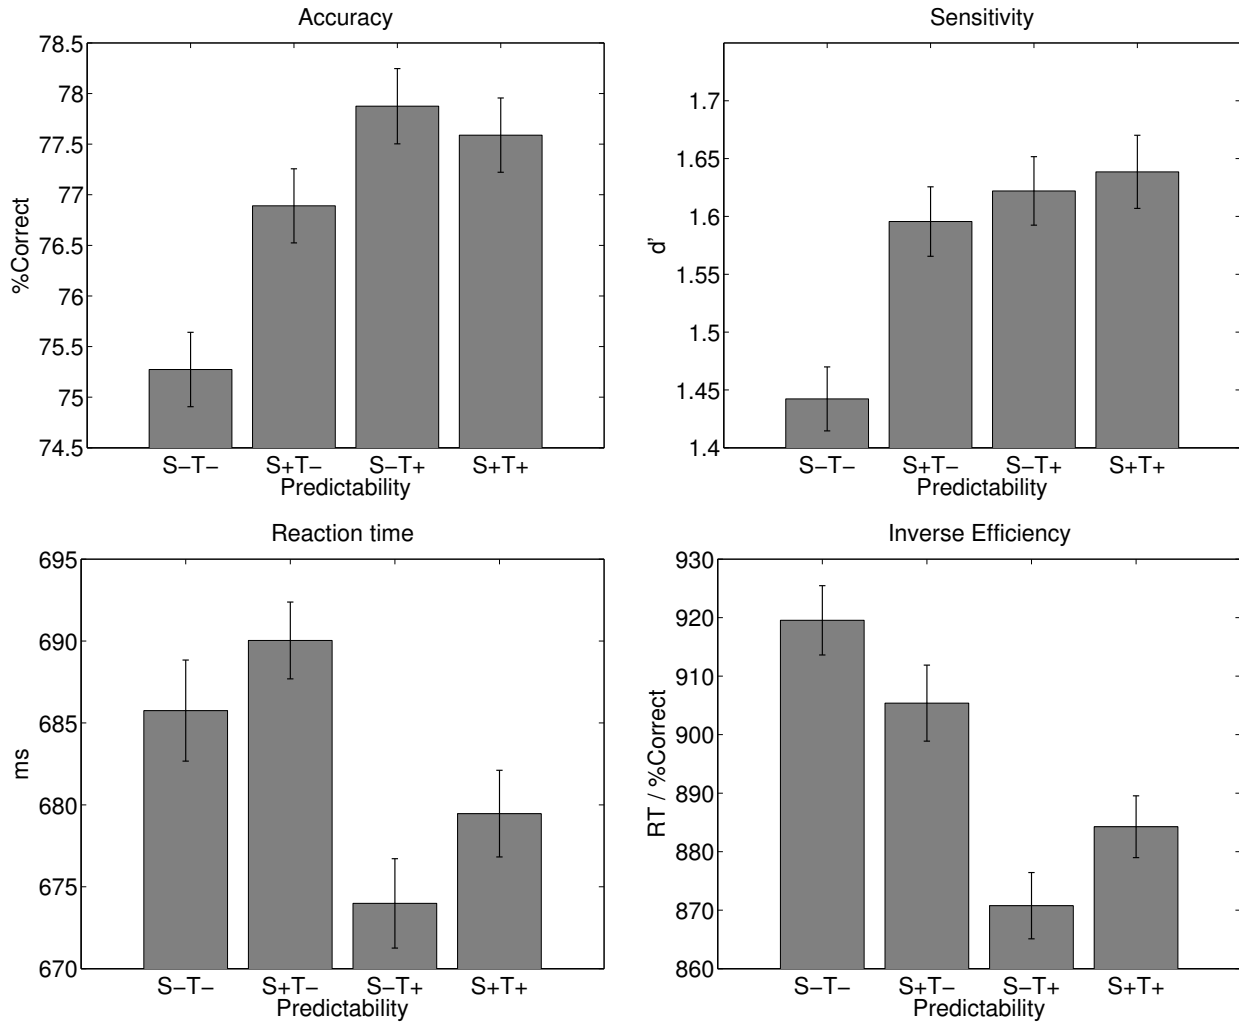 Accuracy
%Correct
78.5
78
77.5
77
76.5
76
75.5
75
74.5
S−T− S+T− S−T+ S+T+
Predictability
Sensitivity
d'
1.7
1.65
1.6
1.55
1.5
1.45
1.4
S−T− S+T− S−T+ S+T+
Predictability
Reaction time
ms
695
690
685
680
675
670
S−T− S+T− S−T+ S+T+
Predictability
Inverse Efficiency
RT / %Correct
930
920
910
900
890
880
870
860
S−T− S+T− S−T+ S+T+
Predictability